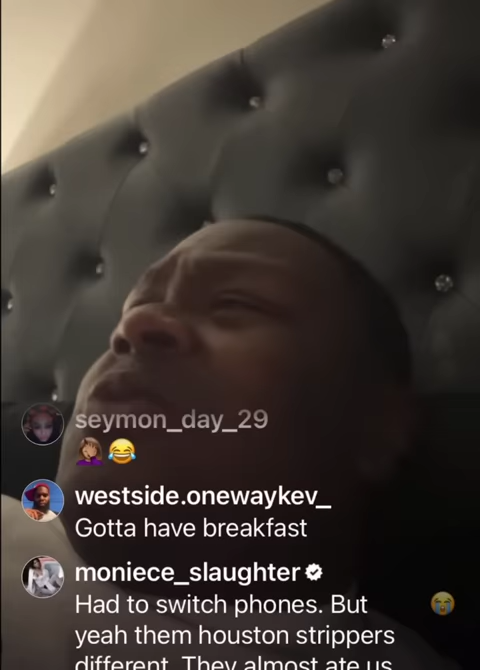 seymon_day_29
🤦🏽‍♀️😂
westside.onewaykev_
Gotta have breakfast
moniece_slaughter
Had to switch phones. But
yeah them houston strippers
different. They almost ate us